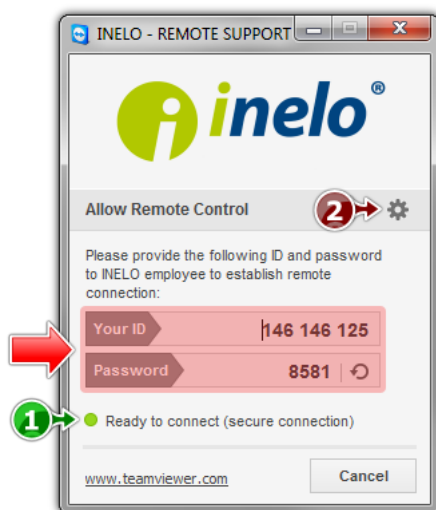 INELO - REMOTE SUPPORT
inelo®
Allow Remote Control
2
Please provide the following ID and password
to INELO employee to establish remote
connection:
Your ID 146 146 125
Password 8581
1
Ready to connect (secure connection)
www.teamviewer.com
Cancel